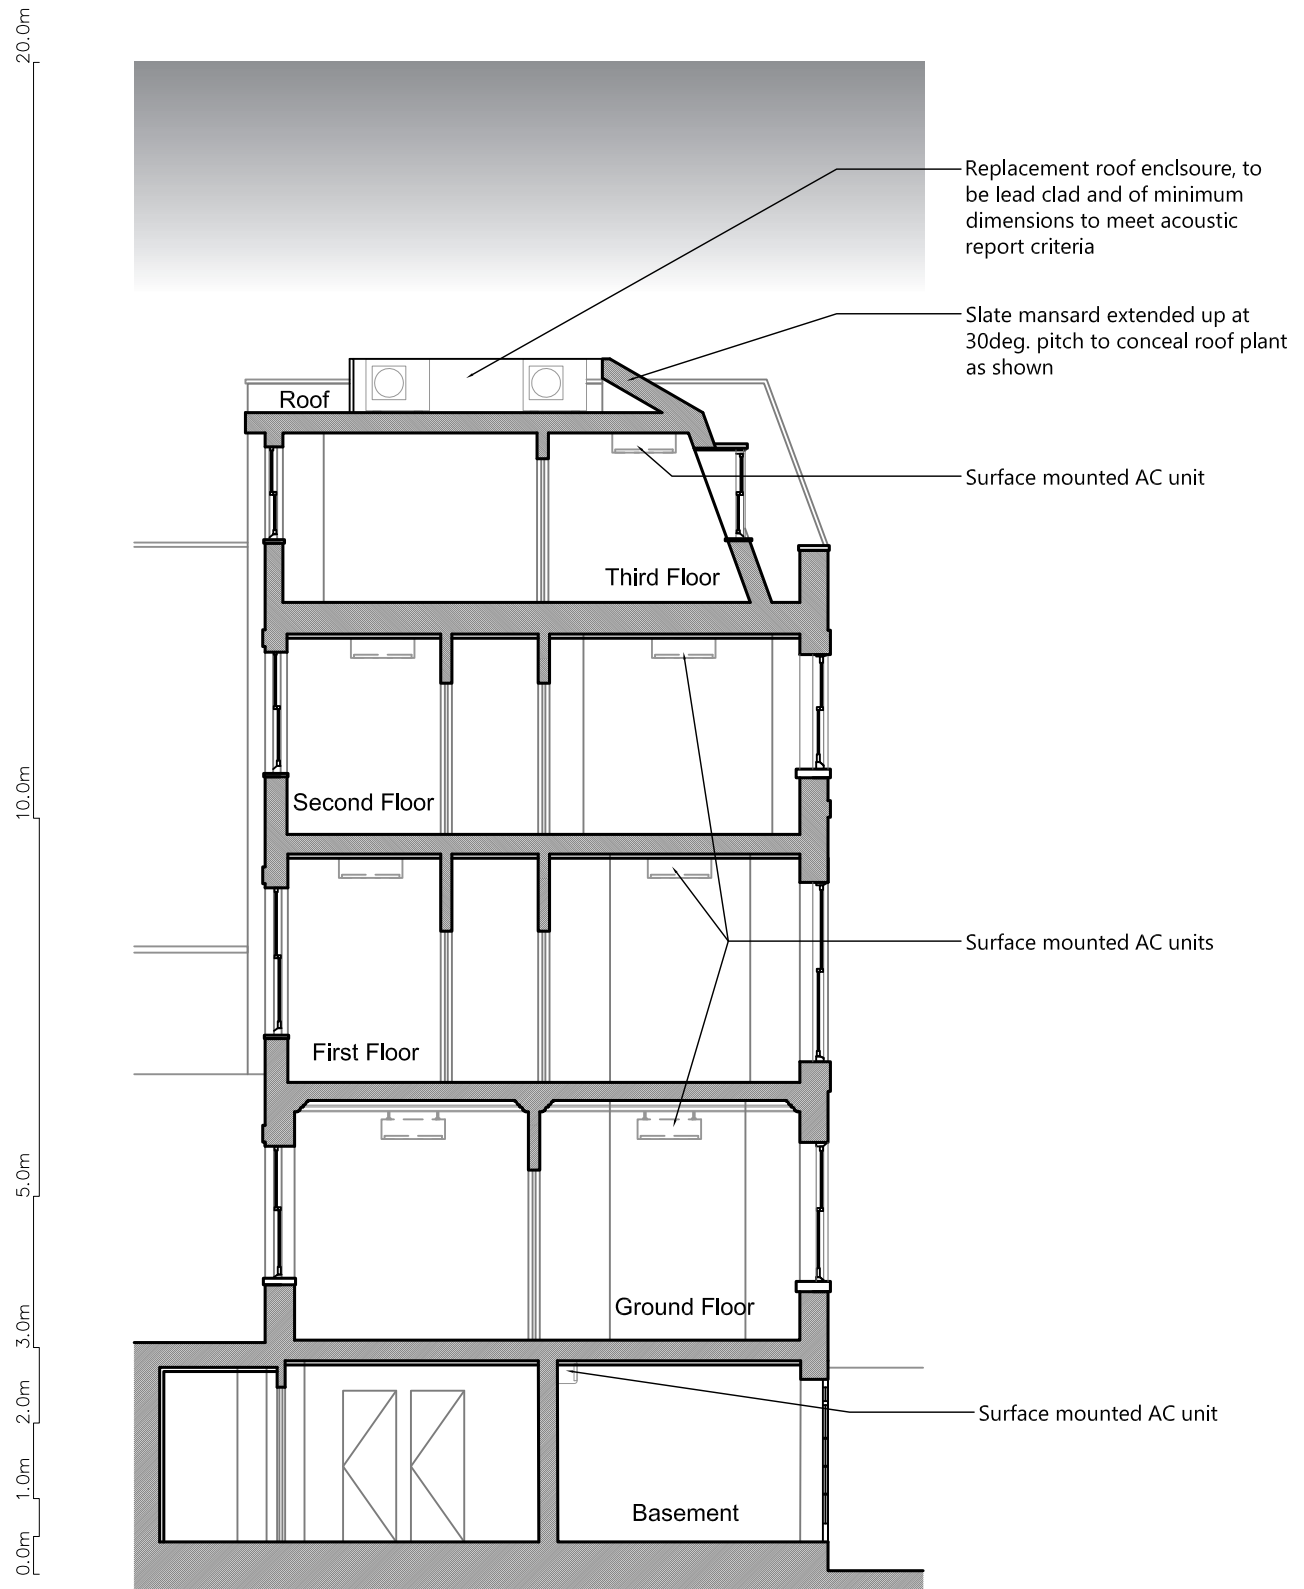 20.0m
Replacement roof enclsoure, to
be lead clad and of minimum
dimensions to meet acoustic
report criteria
Slate mansard extended up at
30deg. pitch to conceal roof plant
as shown
Roof
Surface mounted AC unit
Third Floor
10.0m
Second Floor
Surface mounted AC units
First Floor
5.0m
Ground Floor
3.0m
2.0m
Surface mounted AC unit
1.0m
Basement
0.0m